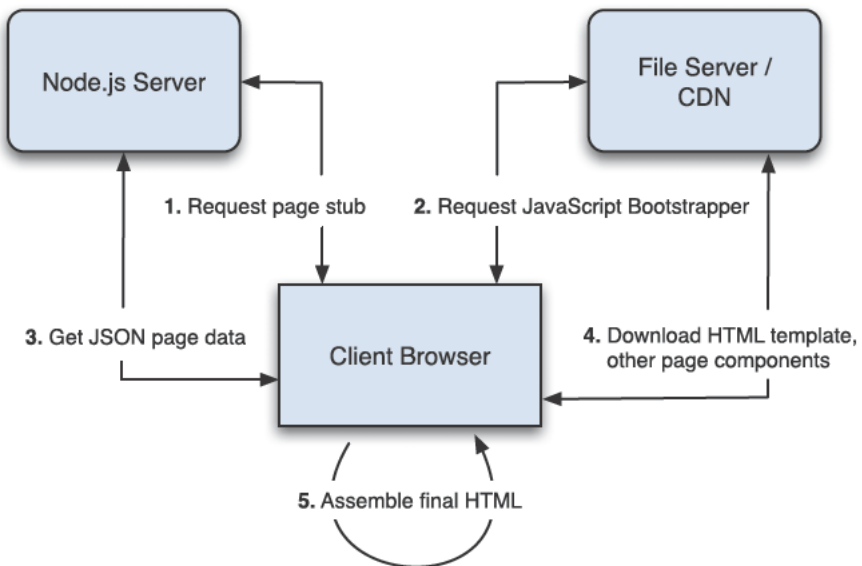 Node.js Server
File Server /
CDN
1. Request page stub
2. Request JavaScript Bootstrapper
3. Get JSON page data
Client Browser
4. Download HTML template,
other page components
5. Assemble final HTML